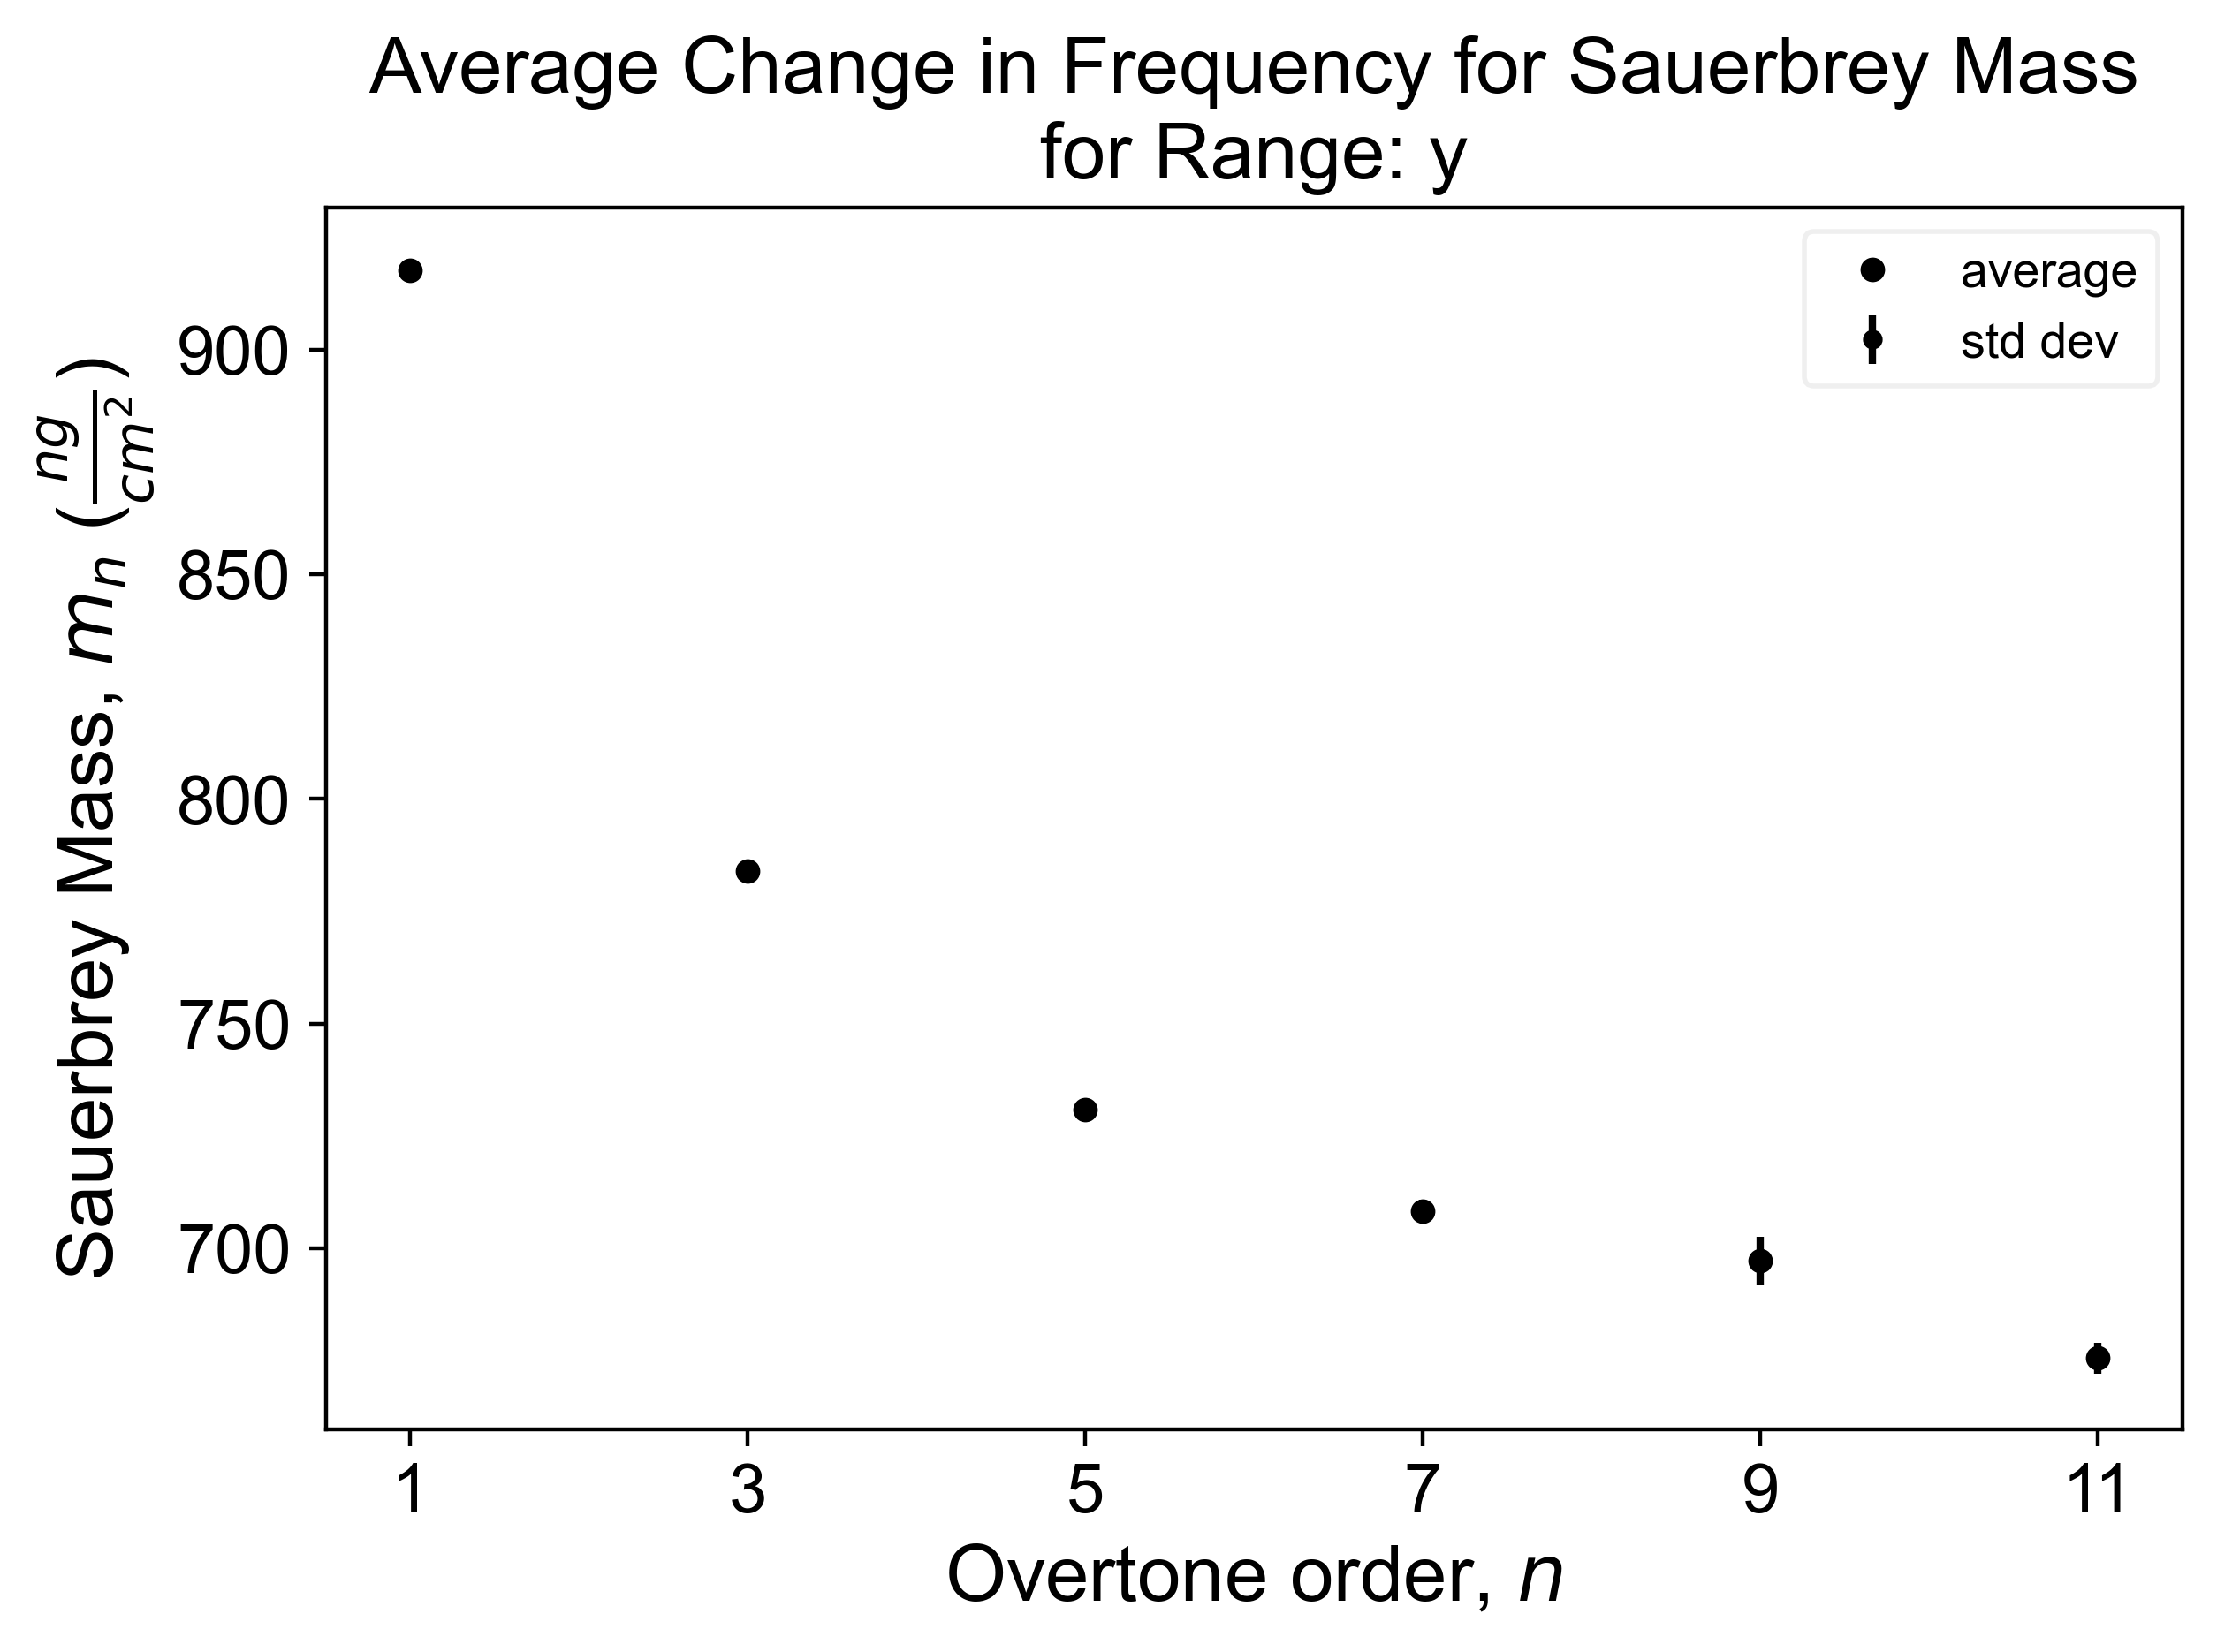 Average Change in Frequency for Sauerbrey Mass
for Range: y
average
std dev
Sauerbrey Mass, m_n (ng/cm²)
900
850
800
750
700
1 3 5 7 9 11
Overtone order, n